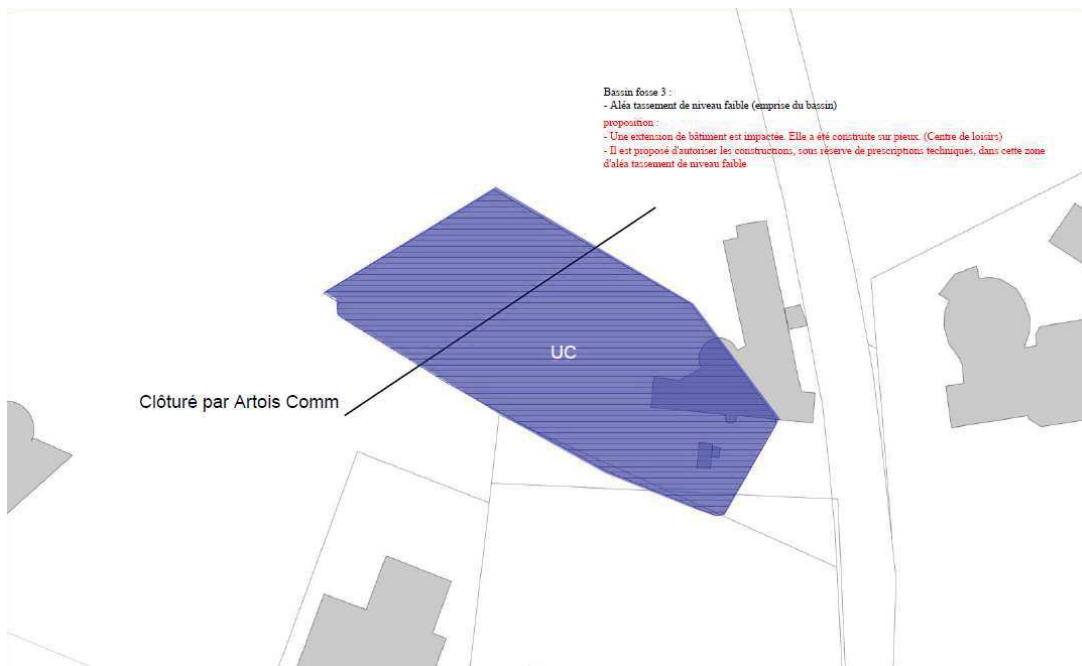 Bassin fosse 3 :
- Aléa tassement de niveau faible (emprise du bassin)
proposition :
- Une extension de bâtiment est impactée. Elle a été construite sur pieux. (Centre de loisirs)
- Il est proposé d'autoriser les constructions, sous réserve de prescriptions techniques, dans cette zone
d'aléa tassement de niveau faible
UC
Clôturé par Artois Comm